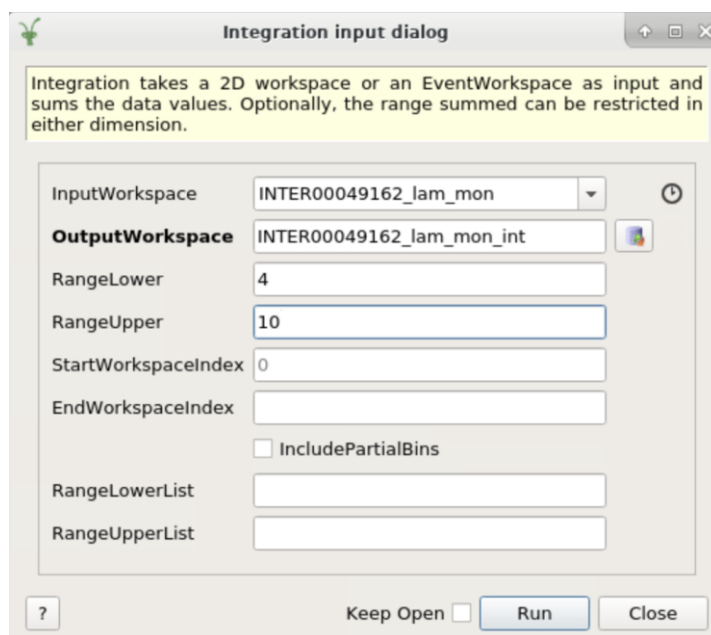 Integration input dialog
Integration takes a 2D workspace or an EventWorkspace as input and
sums the data values. Optionally, the range summed can be restricted in
either dimension.
InputWorkspace INTER00049162_lam_mon
OutputWorkspace INTER00049162_lam_mon_int
RangeLower 4
RangeUpper 10
StartWorkspaceIndex 0
EndWorkspaceIndex
IncludePartialBins
RangeLowerList
RangeUpperList
? Keep Open Run Close